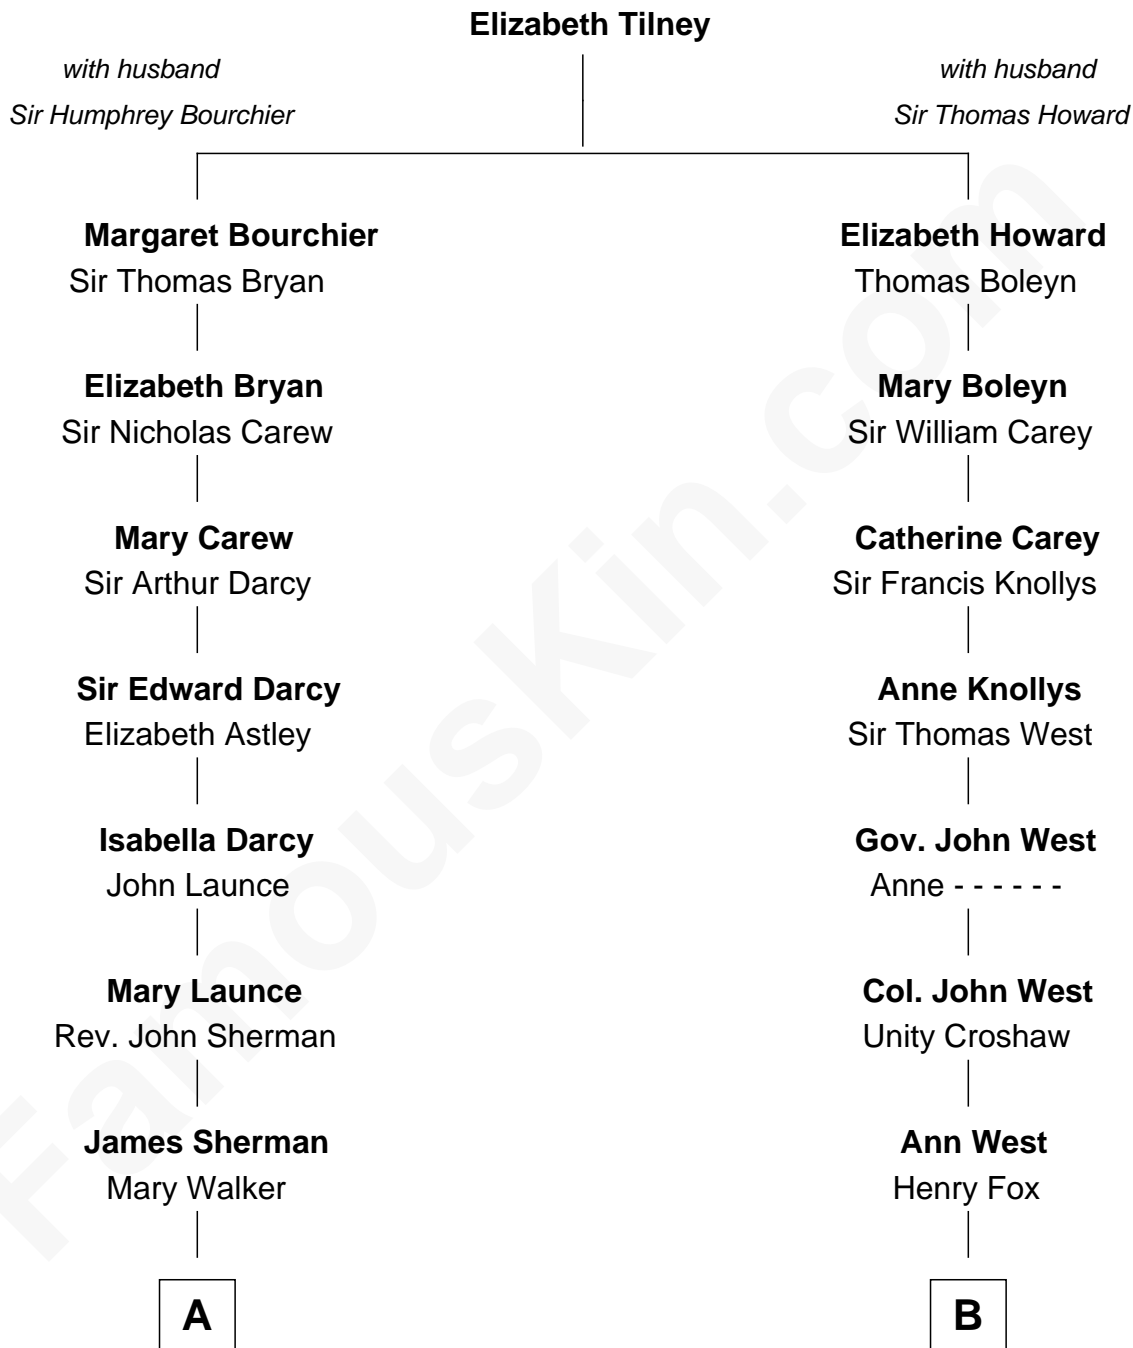 Elizabeth Tilney
with husband
Sir Humphrey Bourchier
with husband
Sir Thomas Howard
Margaret Bourchier
Sir Thomas Bryan
Elizabeth Howard
Thomas Boleyn
Elizabeth Bryan
Sir Nicholas Carew
Mary Boleyn
Sir William Carey
Mary Carew
Sir Arthur Darcy
Catherine Carey
Sir Francis Knollys
Sir Edward Darcy
Elizabeth Astley
Anne Knollys
Sir Thomas West
Isabella Darcy
John Launce
Gov. John West
Anne - - - - - -
Mary Launce
Rev. John Sherman
Col. John West
Unity Croshaw
James Sherman
Mary Walker
Ann West
Henry Fox
A
B
FamousKin.com